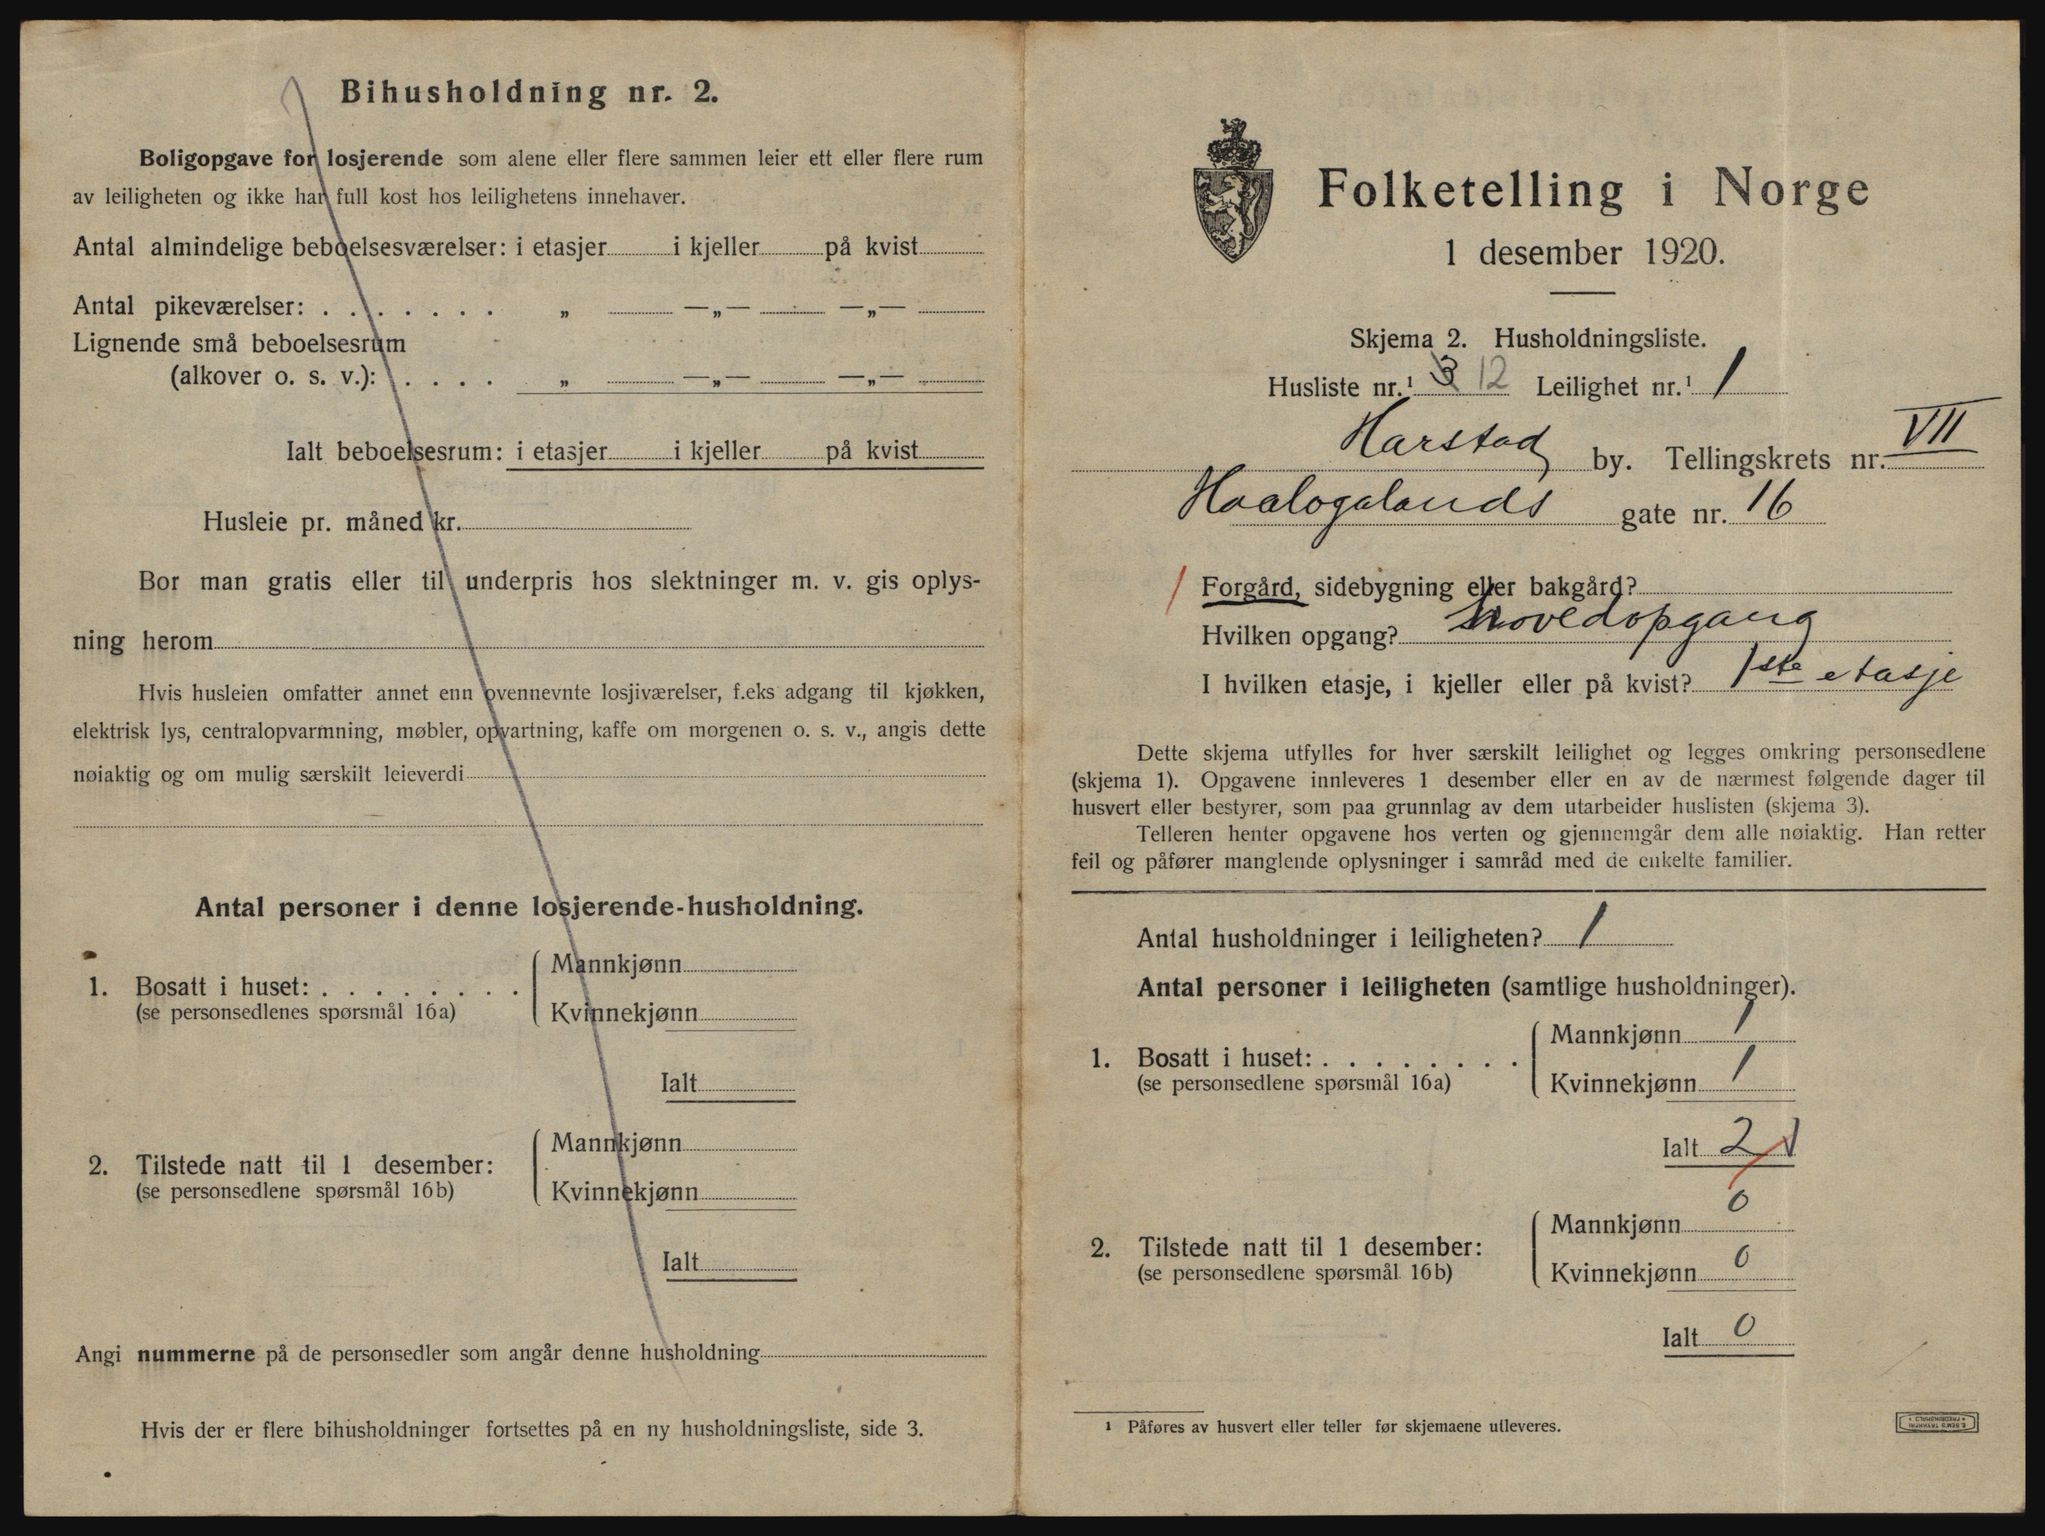 Bihusholdning nr. 2.
Boligopgave for losjerende som alene eller flere sammen leier ett eller flere rum
av leiligheten og ikke har full kost hos leilighetens innehaver.
Antal almindelige beboelsesværelser: i etasjer i kjeller på kvist
Antal pikeværelser: . . . . . . . „ —„— —„—
Lignende små beboelsesrum
(alkover o. s. v.): . . . . „ —„— —„—
Ialt beboelsesrum: i etasjer i kjeller på kvist
Husleie pr. måned kr.
Bor man gratis eller til underpris hos slektninger m. v. gis oplys-
ning herom
Hvis husleien omfatter annet enn ovennevnte losjiværelser, f.eks adgang til kjøkken,
elektrisk lys, centralopvarmning, møbler, opvartning, kaffe om morgenen o. s. v., angis dette
nøiaktig og om mulig særskilt leieverdi
Antal personer i denne losjerende-husholdning.
Mannkjønn
1. Bosatt i huset: . . . . . . . .
(se personsedlenes spørsmål 16a)
Kvinnekjønn
Ialt
Mannkjønn
2. Tilstede natt til 1 desember:
(se personsedlene spørsmål 16b)
Kvinnekjønn
Ialt
Angi nummerne på de personsedler som angår denne husholdning
Hvis der er flere bihusholdninger fortsettes på en ny husholdningsliste, side 3.
Folketelling i Norge
1 desember 1920.
Skjema 2. Husholdningsliste.
Husliste nr.¹ 3 12 Leilighet nr.¹ 1
Harstad by. Tellingskrets nr. VII
Haalogalands gate nr. 16
Forgård, sidebygning eller bakgård?
Hvilken opgang? hovedopgang
I hvilken etasje, i kjeller eller på kvist? 1ste etasje
Dette skjema utfylles for hver særskilt leilighet og legges omkring personsedlene
(skjema 1). Opgavene innleveres 1 desember eller en av de nærmest følgende dager til
husvert eller bestyrer, som paa grunnlag av dem utarbeider huslisten (skjema 3).
Telleren henter opgavene hos verten og gjennemgår dem alle nøiaktig. Han retter
feil og påfører manglende oplysninger i samråd med de enkelte familier.
Antal husholdninger i leiligheten? 1
Antal personer i leiligheten (samtlige husholdninger).
Mannkjønn 1
1. Bosatt i huset: . . . . . . . .
(se personsedlene spørsmål 16a)
Kvinnekjønn 1
Ialt 2
Mannkjønn 0
2. Tilstede natt til 1 desember:
(se personsedlene spørsmål 16b)
Kvinnekjønn 0
Ialt 0
¹ Påføres av husvert eller teller før skjemaene utleveres.